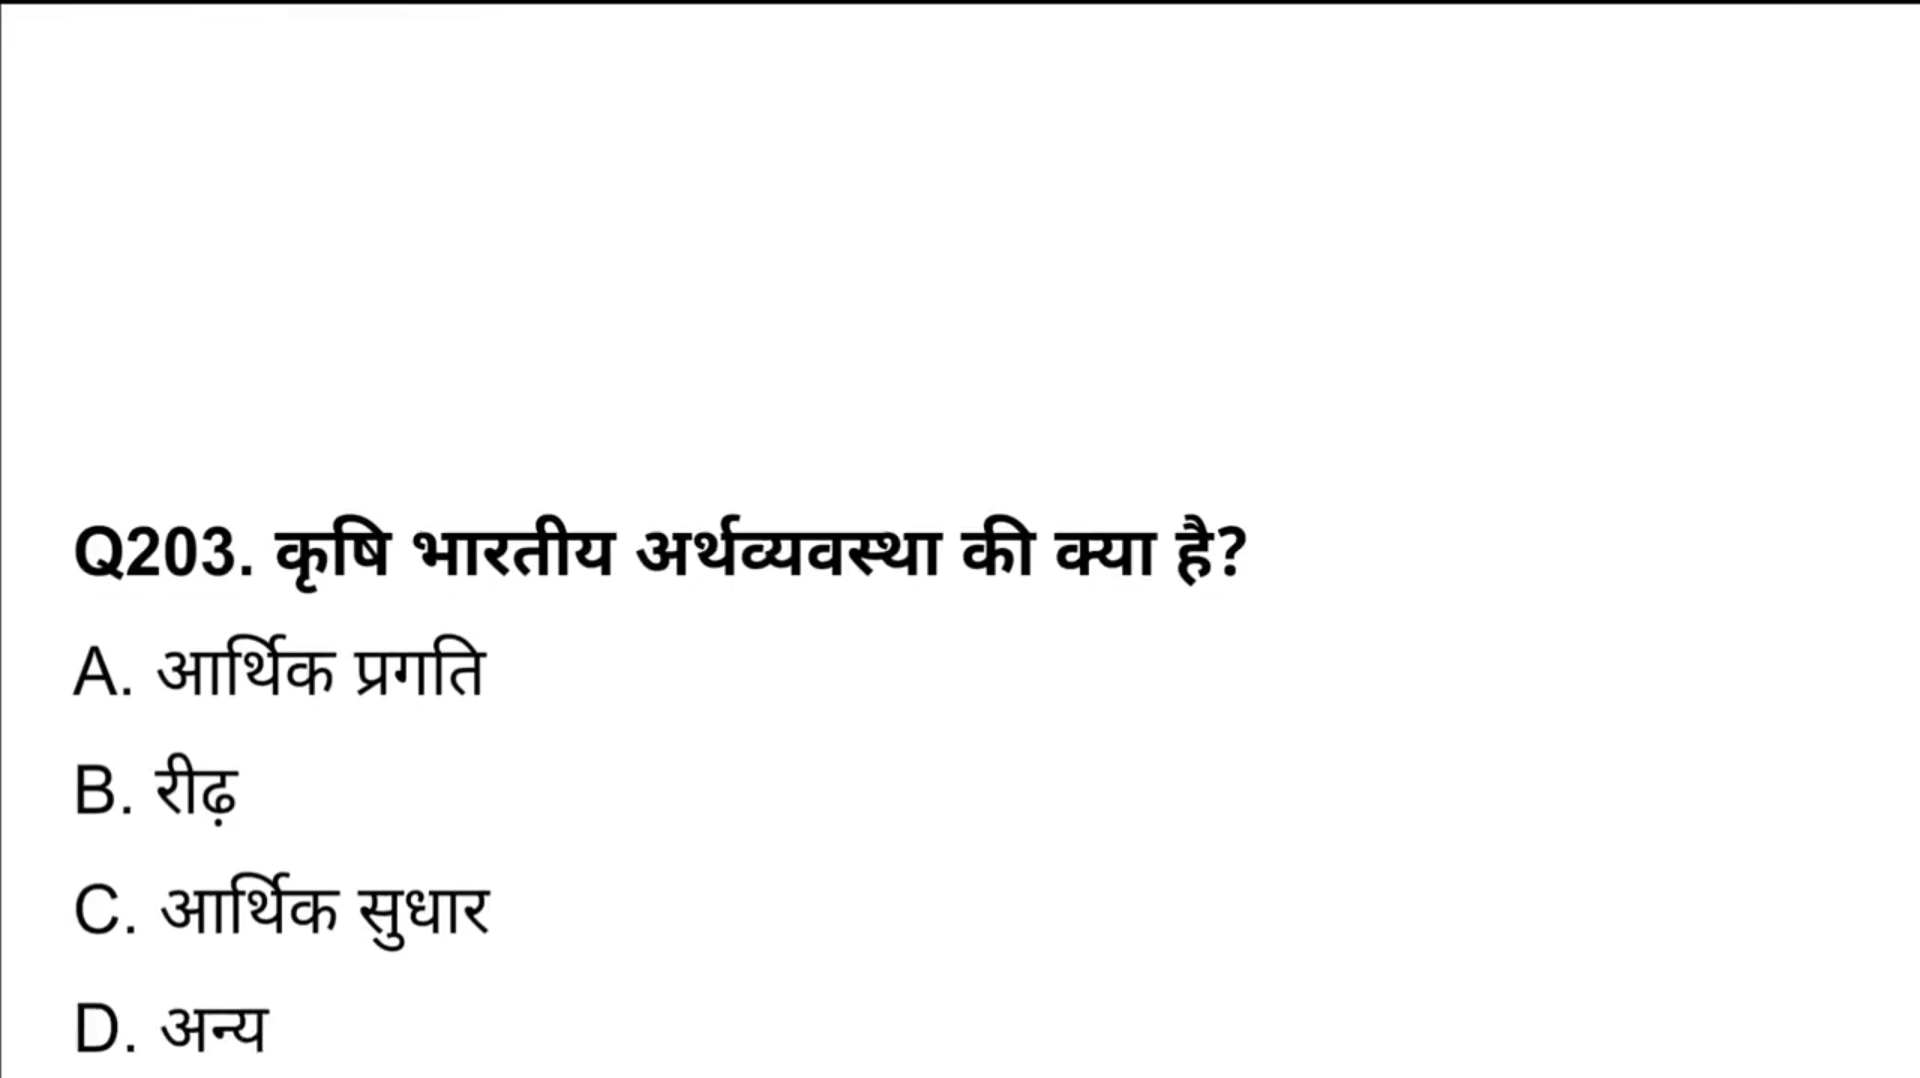 Q203. कृषि भारतीय अर्थव्यवस्था की क्या है?
A. आर्थिक प्रगति
B. रीढ़
C. आर्थिक सुधार
D. अन्य